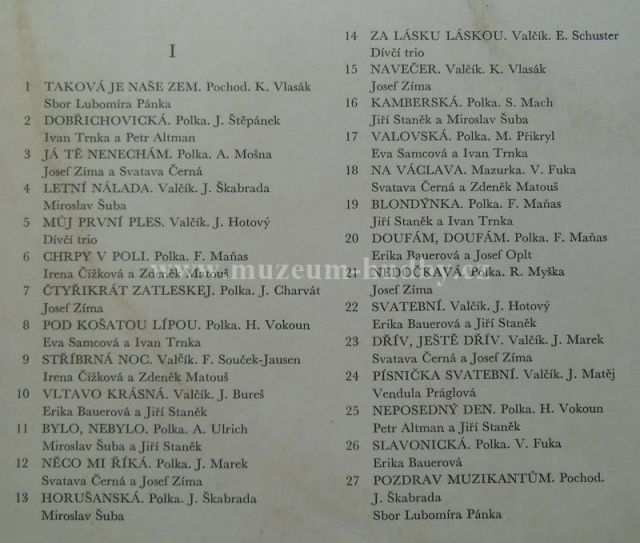 I
1 TAKOVÁ JE NAŠE ZEM. Pochod. K. Vlasák
Sbor Lubomíra Pánka
2 DOBŘICHOVICKÁ. Polka. J. Štěpánek
Ivan Trnka a Petr Altman
3 JÁ TĚ NENECHÁM. Polka. A. Mošna
Josef Zíma a Svatava Černá
4 LETNÍ NÁLADA. Valčík. J. Škabrada
Miroslav Šuba
5 MŮJ PRVNÍ PLES. Valčík. J. Hotový
Dívčí trio
6 CHRPY V POLI. Polka. F. Maňas
Irena Čížková a Zdeněk Matouš
7 ČTYŘIKRÁT ZATLESKEJ. Polka. J. Charvát
Josef Zíma
8 POD KOŠATOU LÍPOU. Polka. H. Vokoun
Eva Samcová a Ivan Trnka
9 STŘÍBRNÁ NOC. Valčík. F. Souček-Jausen
Irena Čížková a Zdeněk Matouš
10 VLTAVO KRÁSNÁ. Valčík. J. Bureš
Erika Bauerová a Jiří Staněk
11 BYLO, NEBYLO. Polka. A. Ulrich
Miroslav Šuba a Jiří Staněk
12 NĚCO MI ŘÍKÁ. Polka. J. Marek
Svatava Černá a Josef Zíma
13 HORUŠANSKÁ. Polka. J. Škabrada
Miroslav Šuba
14 ZA LÁSKU LÁSKOU. Valčík. E. Schuster
Dívčí trio
15 NAVEČER. Valčík. K. Vlasák
Josef Zíma
16 KAMBERSKÁ. Polka. S. Mach
Jiří Staněk a Miroslav Šuba
17 VALOVSKÁ. Polka. M. Přikryl
Eva Samcová a Ivan Trnka
18 NA VÁCLAVA. Mazurka. V. Fuka
Svatava Černá a Zdeněk Matouš
19 BLONDÝNKA. Polka. F. Maňas
Jiří Staněk a Ivan Trnka
20 DOUFÁM, DOUFÁM. Polka. F. Maňas
Erika Bauerová a Josef Oplt
21 NEDOČKAVÁ. Polka. R. Myška
Josef Zíma
22 SVATEBNÍ. Valčík. J. Hotový
Erika Bauerová a Jiří Staněk
23 DŘÍV, JEŠTĚ DŘÍV. Valčík. J. Marek
Svatava Černá a Josef Zíma
24 PÍSNIČKA SVATEBNÍ. Valčík. J. Matěj
Vendula Práglová
25 NEPOSEDNÝ DEN. Polka. H. Vokoun
Petr Altman a Jiří Staněk
26 SLAVONICKÁ. Polka. V. Fuka
Erika Bauerová
27 POZDRAV MUZIKANTŮM. Pochod.
J. Škabrada
Sbor Lubomíra Pánka
www.muzeum-hudby.cz